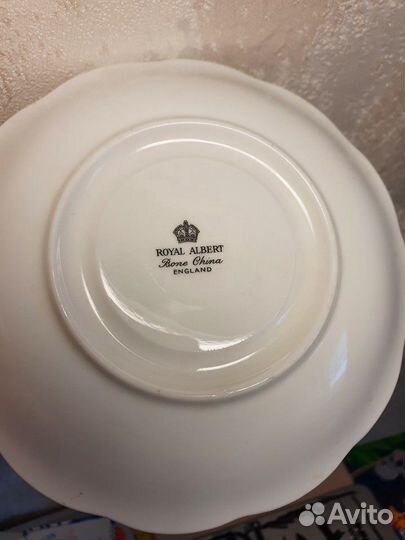 ROYAL ALBERT
Bone China
ENGLAND
Avito